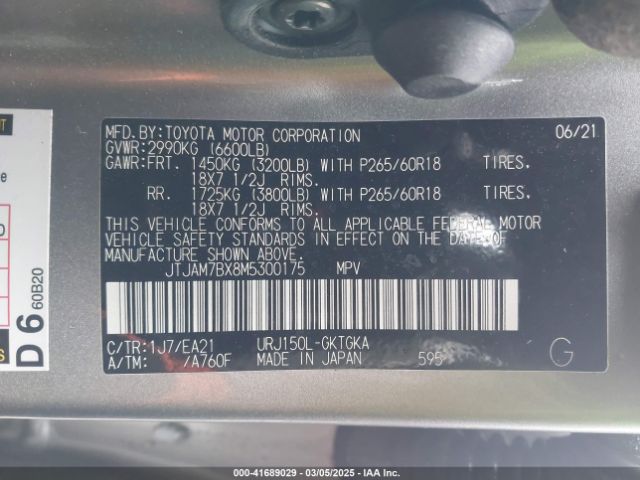 MFD.BY:TOYOTA MOTOR CORPORATION 06/21
GVWR:2990KG (6600LB)
GAWR:FRT. 1450KG (3200LB) WITH P265/60R18 TIRES.
18X7 1/2J RIMS.
RR. 1725KG (3800LB) WITH P265/60R18 TIRES.
18X7 1/2J RIMS.
THIS VEHICLE CONFORMS TO ALL APPLICABLE FEDERAL MOTOR
VEHICLE SAFETY STANDARDS IN EFFECT ON THE DATE OF
MANUFACTURE SHOWN ABOVE.
JTJAM7BX8M5300175 MPV
C/TR:1J7/EA21 URJ150L-GKTGKA
A/TM: /A760F MADE IN JAPAN 595 G
D 6 60B20
000-41689029 — 03/05/2025 — IAA Inc.